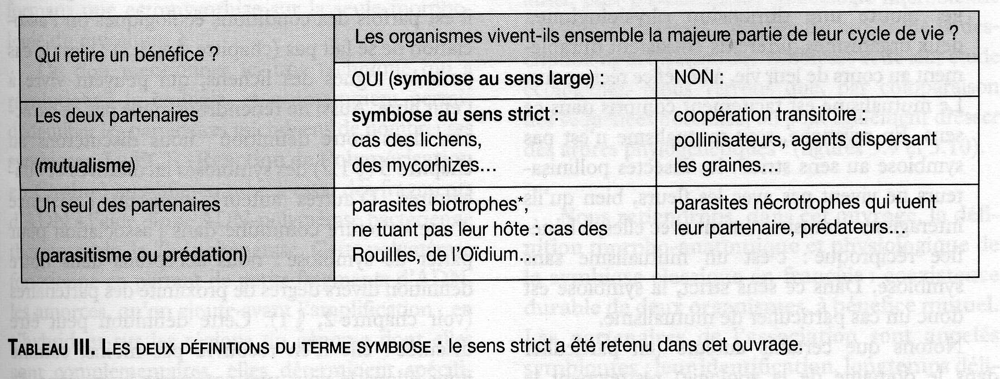 Qui retire un bénéfice ?
Les organismes vivent-ils ensemble la majeure partie de leur cycle de vie ?
OUI (symbiose au sens large) :
NON :
Les deux partenaires
(mutualisme)
symbiose au sens strict :
cas des lichens,
des mycorhizes...
coopération transitoire :
pollinisateurs, agents dispersant
les graines...
Un seul des partenaires
(parasitisme ou prédation)
parasites biotrophes*,
ne tuant pas leur hôte : cas des
Rouilles, de l'Oïdium...
parasites nécrotrophes qui tuent
leur partenaire, prédateurs...
TABLEAU III. LES DEUX DÉFINITIONS DU TERME SYMBIOSE : le sens strict a été retenu dans cet ouvrage.